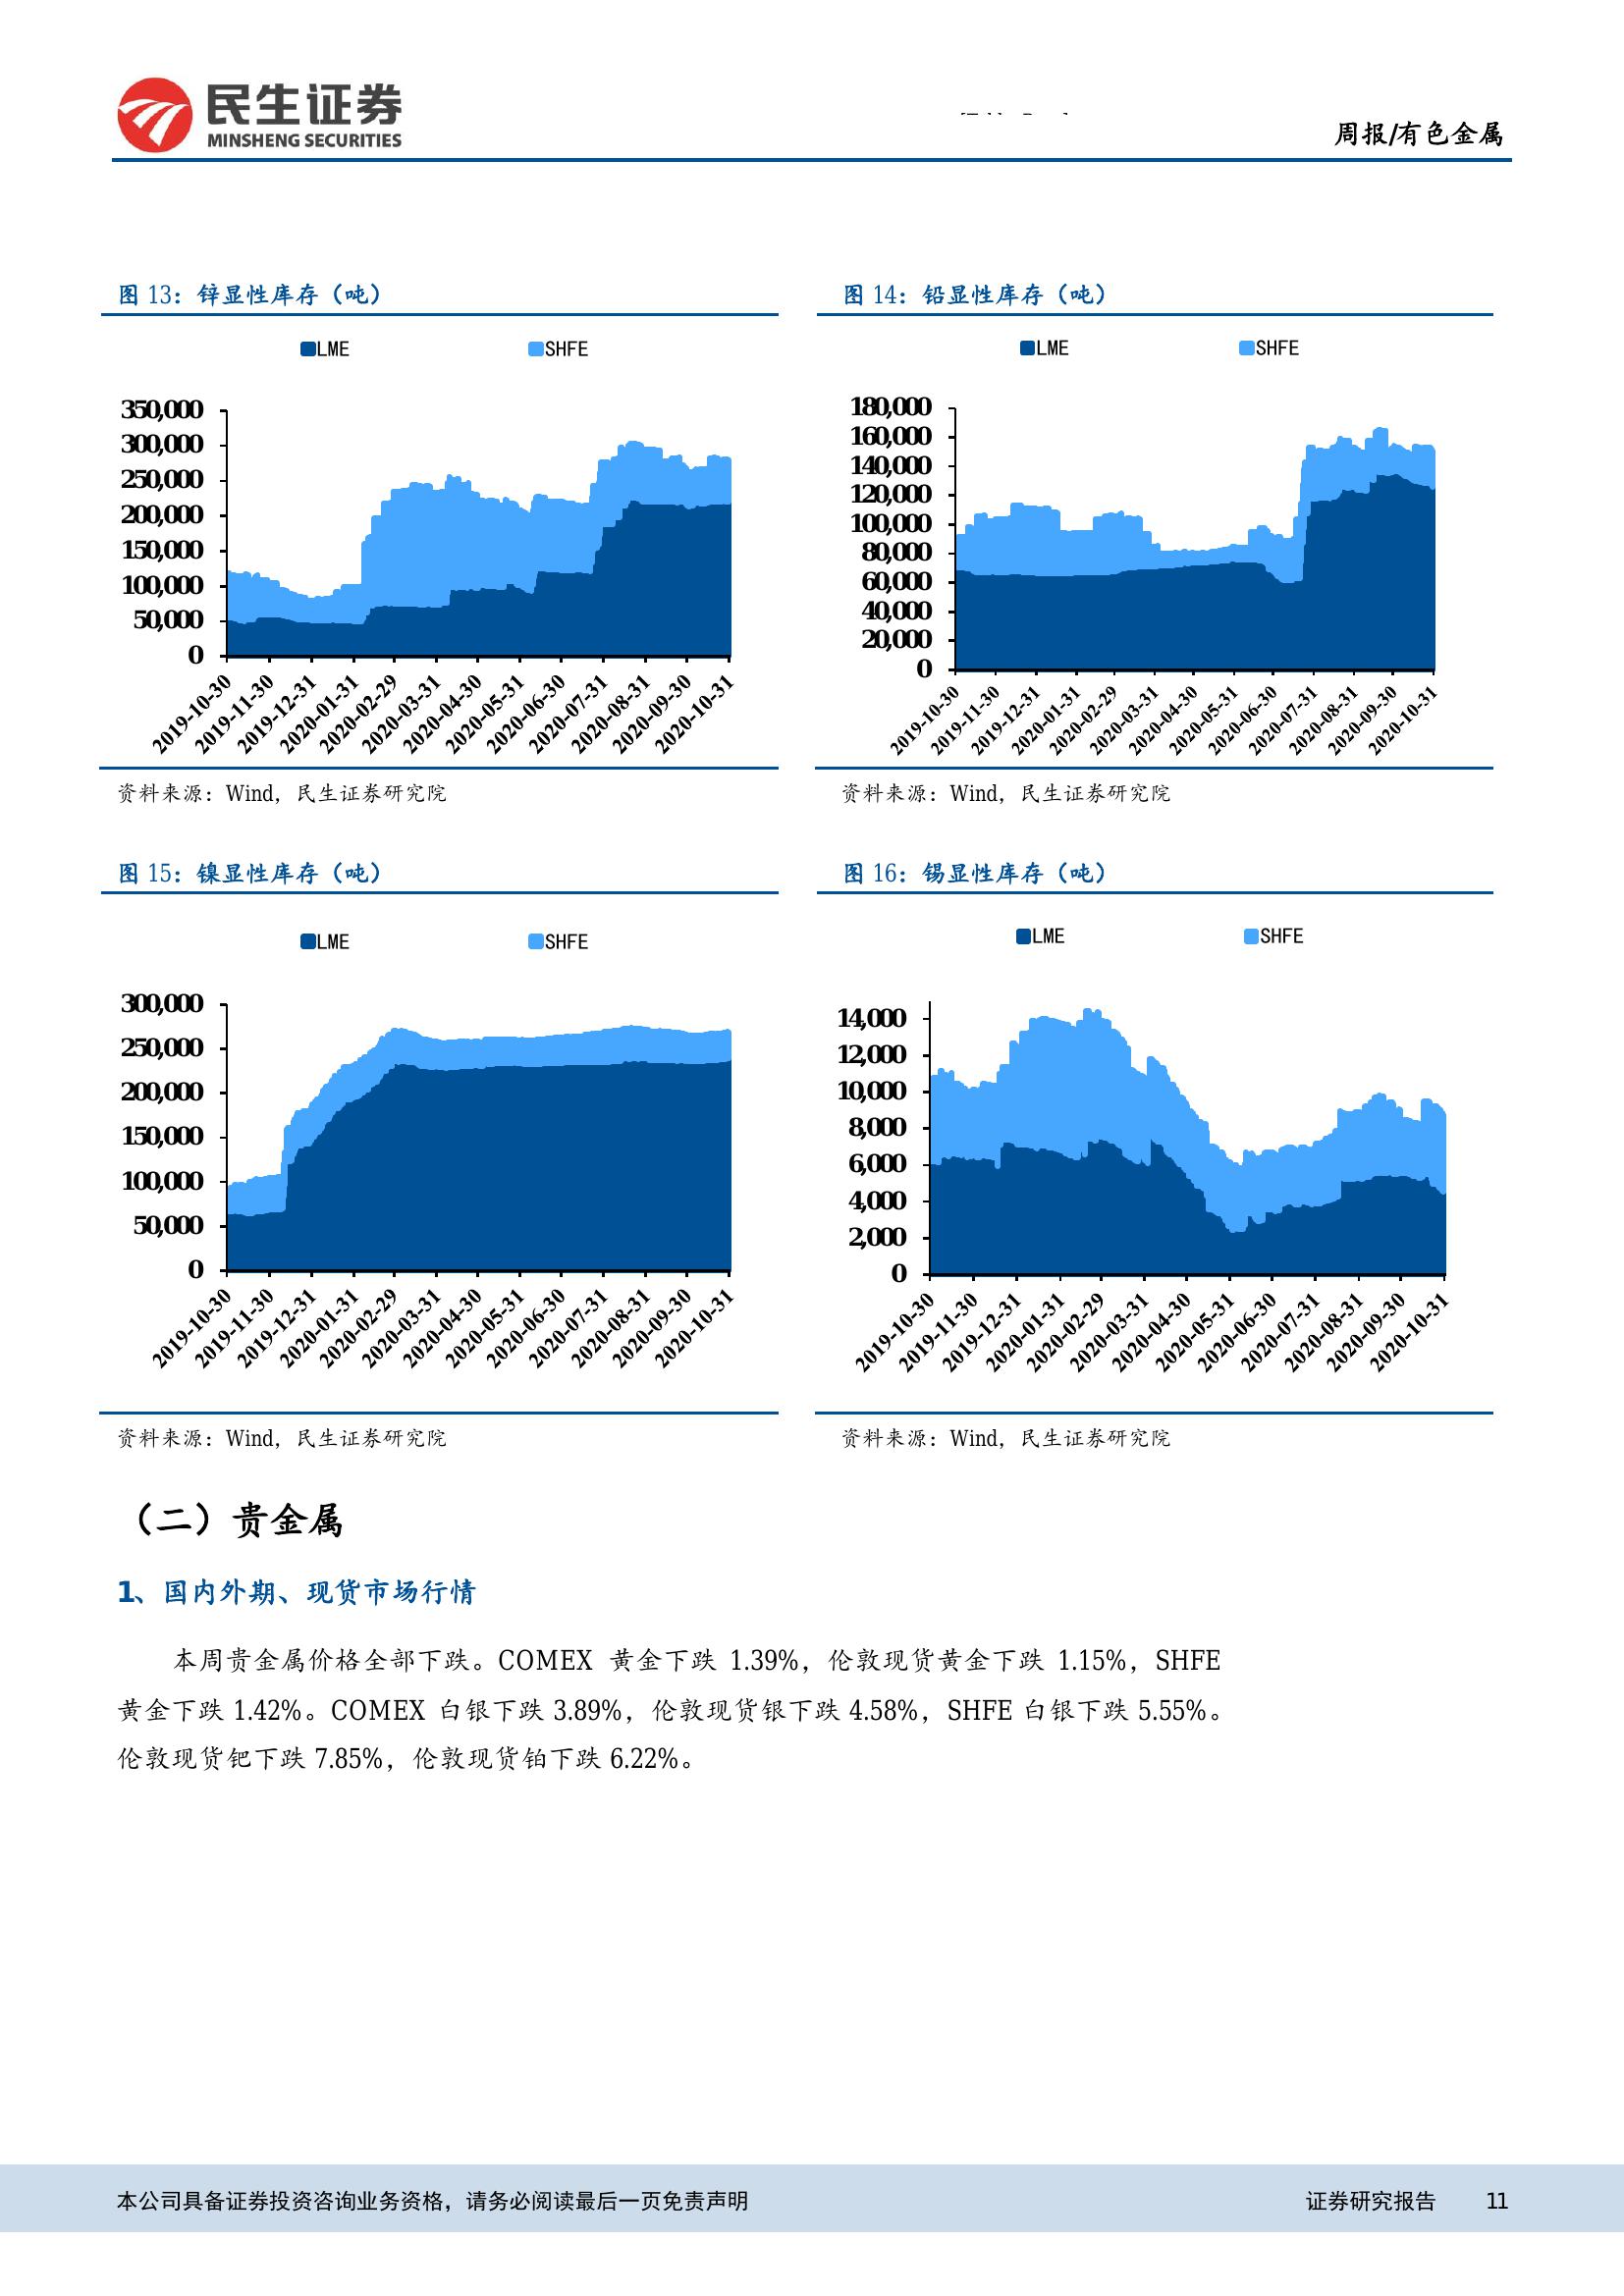 民生证券
MINSHENG SECURITIES
周报/有色金属
图 13：锌显性库存（吨）
LME SHFE
350,000
300,000
250,000
200,000
150,000
100,000
50,000
0
2019-10-30 2019-11-30 2019-12-31 2020-01-31 2020-02-29 2020-03-31 2020-04-30 2020-05-31 2020-06-30 2020-07-31 2020-08-31 2020-09-30 2020-10-31
资料来源：Wind，民生证券研究院
图 14：铅显性库存（吨）
LME SHFE
180,000
160,000
140,000
120,000
100,000
80,000
60,000
40,000
20,000
0
2019-10-30 2019-11-30 2019-12-31 2020-01-31 2020-02-29 2020-03-31 2020-04-30 2020-05-31 2020-06-30 2020-07-31 2020-08-31 2020-09-30 2020-10-31
资料来源：Wind，民生证券研究院
图 15：镍显性库存（吨）
LME SHFE
300,000
250,000
200,000
150,000
100,000
50,000
0
2019-10-30 2019-11-30 2019-12-31 2020-01-31 2020-02-29 2020-03-31 2020-04-30 2020-05-31 2020-06-30 2020-07-31 2020-08-31 2020-09-30 2020-10-31
资料来源：Wind，民生证券研究院
图 16：锡显性库存（吨）
LME SHFE
14,000
12,000
10,000
8,000
6,000
4,000
2,000
0
2019-10-30 2019-11-30 2019-12-31 2020-01-31 2020-02-29 2020-03-31 2020-04-30 2020-05-31 2020-06-30 2020-07-31 2020-08-31 2020-09-30 2020-10-31
资料来源：Wind，民生证券研究院
（二）贵金属
1、国内外期、现货市场行情
本周贵金属价格全部下跌。COMEX 黄金下跌 1.39%，伦敦现货黄金下跌 1.15%，SHFE
黄金下跌 1.42%。COMEX 白银下跌 3.89%，伦敦现货银下跌 4.58%，SHFE 白银下跌 5.55%。
伦敦现货钯下跌 7.85%，伦敦现货铂下跌 6.22%。
本公司具备证券投资咨询业务资格，请务必阅读最后一页免责声明 证券研究报告 11